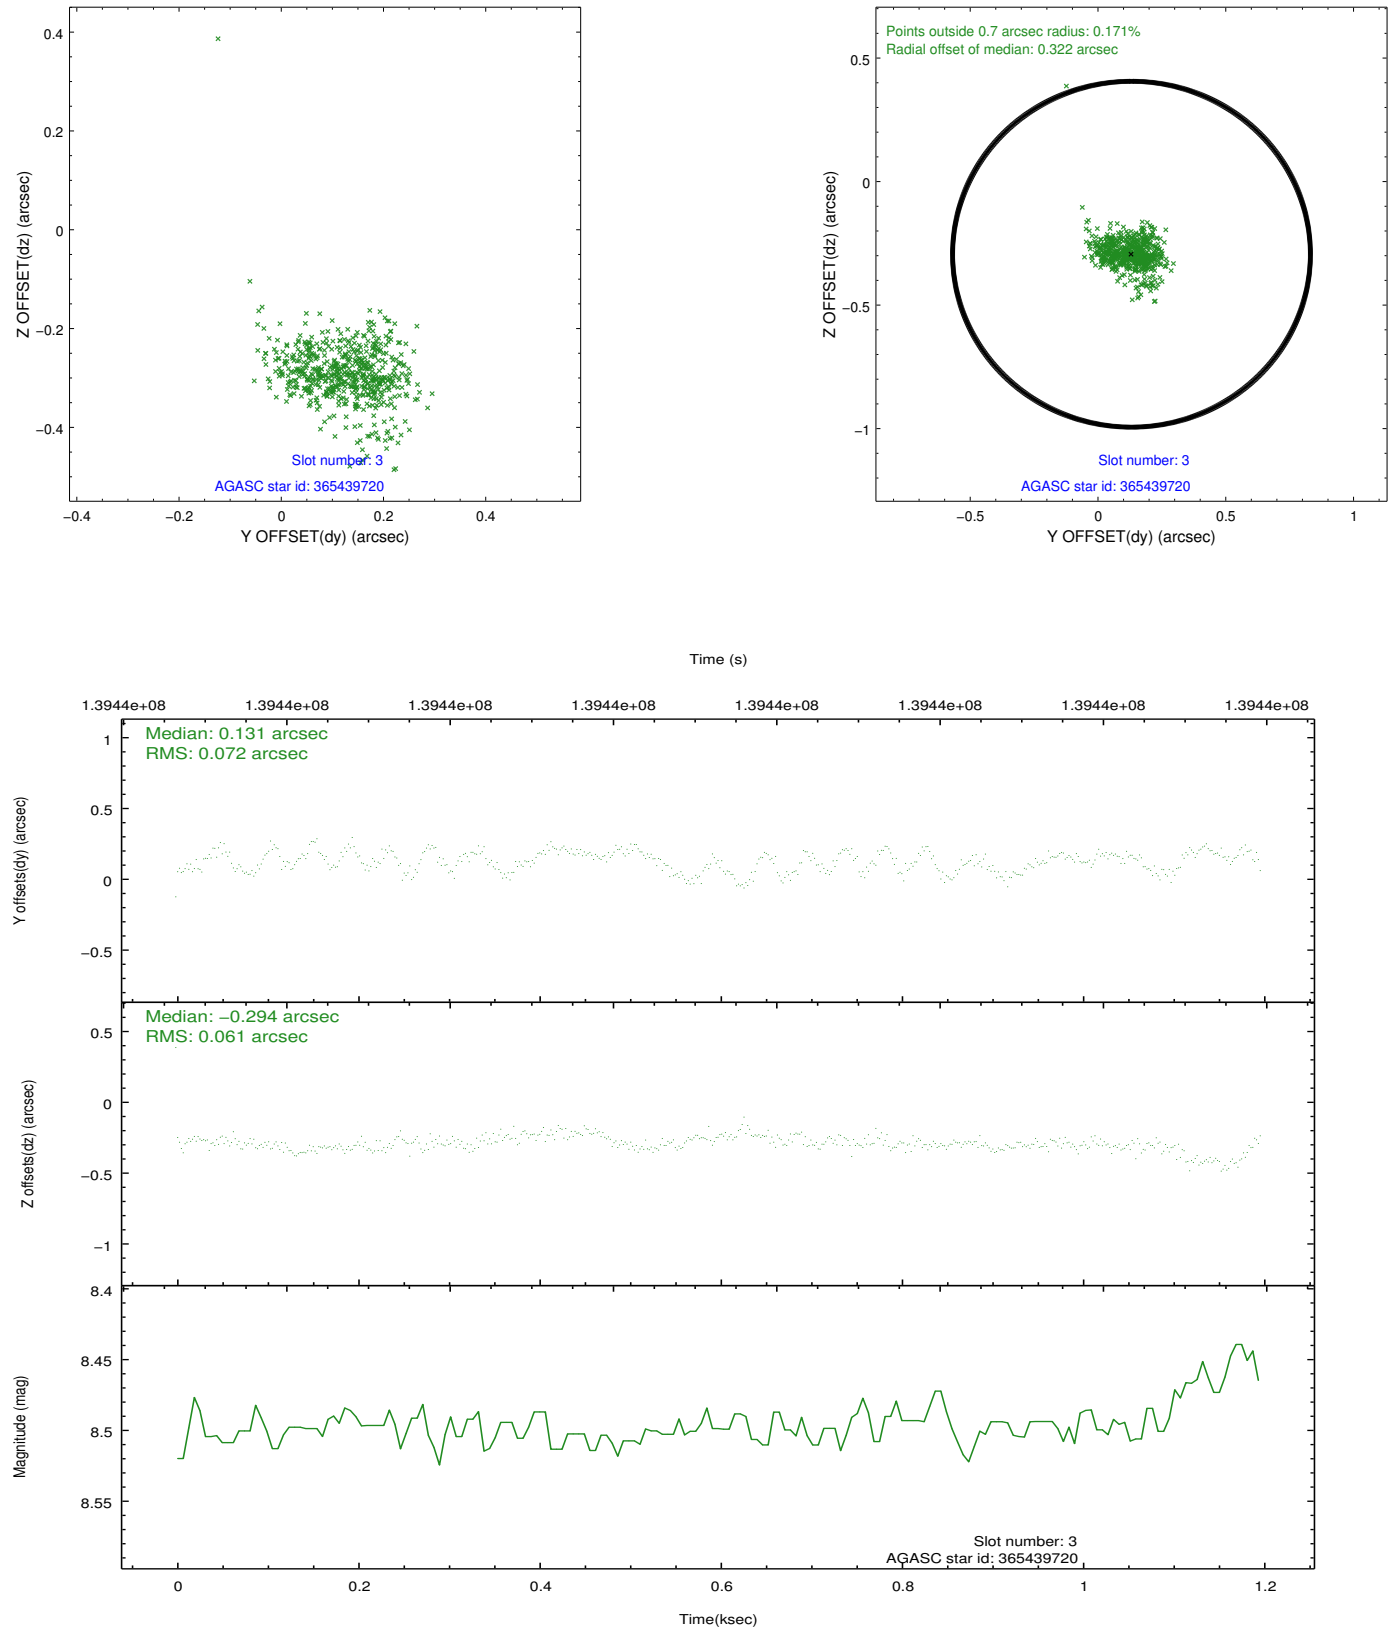 0.4
0.2
0
−0.2
−0.4
Z OFFSET(dz) (arcsec)
Slot number: 3
AGASC star id: 365439720
−0.4 −0.2 0 0.2 0.4
Y OFFSET(dy) (arcsec)
Points outside 0.7 arcsec radius: 0.171%
Radial offset of median: 0.322 arcsec
0.5
0
−0.5
−1
Z OFFSET(dz) (arcsec)
Slot number: 3
AGASC star id: 365439720
−0.5 0 0.5 1
Y OFFSET(dy) (arcsec)
Time (s)
1.3944e+08 1.3944e+08 1.3944e+08 1.3944e+08 1.3944e+08 1.3944e+08 1.3944e+08 1.3944e+08
Median: 0.131 arcsec
RMS: 0.072 arcsec
1
0.5
0
−0.5
Y offsets(dy) (arcsec)
Median: −0.294 arcsec
RMS: 0.061 arcsec
0.5
0
−0.5
−1
Z offsets(dz) (arcsec)
8.4
8.45
8.5
8.55
Magnitude (mag)
Slot number: 3
AGASC star id: 365439720
0 0.2 0.4 0.6 0.8 1 1.2
Time(ksec)